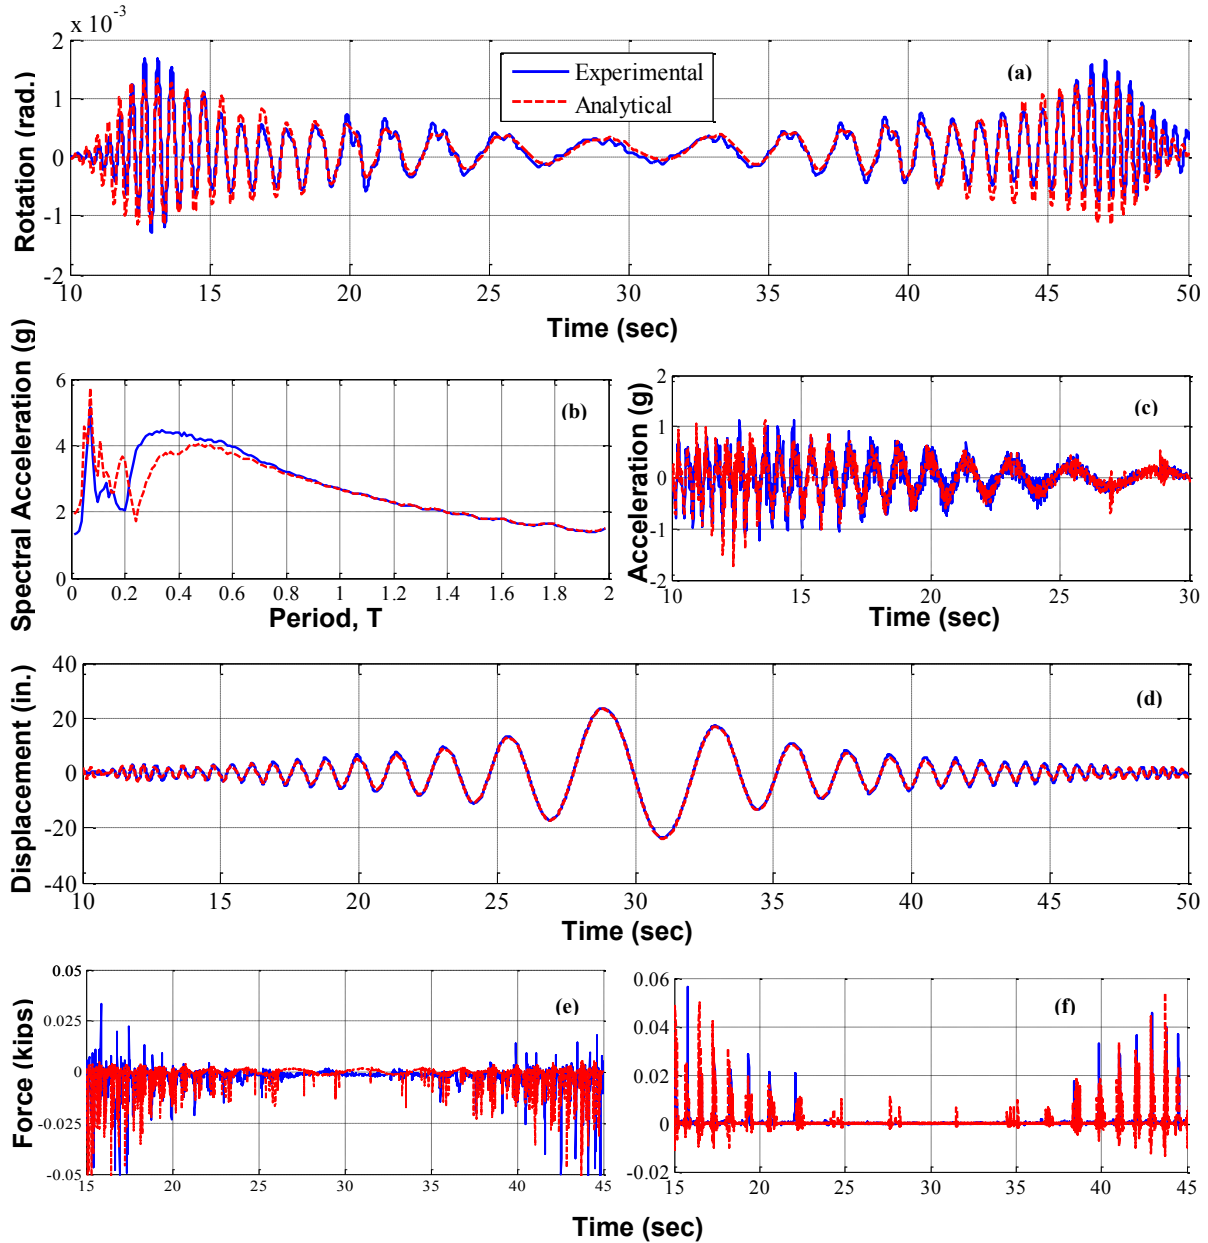 x 10⁻³
2
1
0
-1
-2
Rotation (rad.)
Experimental
Analytical
(a)
10 15 20 25 30 35 40 45 50
Time (sec)
Spectral Acceleration (g)
6
4
2
0
(b)
0 0.2 0.4 0.6 0.8 1 1.2 1.4 1.6 1.8 2
Period, T
Acceleration (g)
2
1
0
-1
-2
(c)
10 15 20 25 30
Time (sec)
Displacement (in.)
40
20
0
-20
-40
(d)
10 15 20 25 30 35 40 45 50
Time (sec)
Force (kips)
0.05
0.025
0
-0.025
-0.05
(e)
15 20 25 30 35 40 45
0.06
0.04
0.02
0
-0.02
(f)
15 20 25 30 35 40 45
Time (sec)